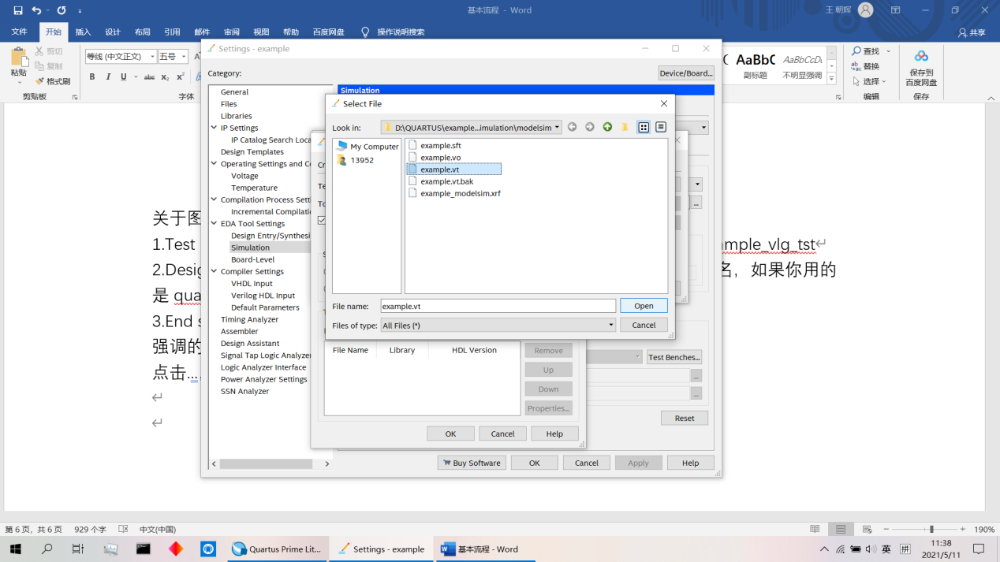 基本流程 - Word
王 朝辉
文件 开始 插入 设计 布局 引用 邮件 审阅 视图 帮助 百度网盘 操作说明搜索 共享
粘贴
剪切
复制
格式刷
剪贴板
等线 (中文正文) 五号
B I U abc x₂ x²
字体
AaBbC AaBbCcDi
副标题 不明显强调
查找
替换
选择
编辑
保存到
百度网盘
保存
关于图
1.Test
mple_vlg_tst
2.Desig
名，如果你用的
是 qua
3.End s
强调的
点击...
Settings - example
Category:
Device/Board...
General
Files
Libraries
IP Settings
IP Catalog Search Loca
Design Templates
Operating Settings and Co
Voltage
Temperature
Compilation Process Setti
Incremental Compilatio
EDA Tool Settings
Design Entry/Synthesi
Simulation
Board-Level
Compiler Settings
VHDL Input
Verilog HDL Input
Default Parameters
Timing Analyzer
Assembler
Design Assistant
Signal Tap Logic Analyzer
Logic Analyzer Interface
Power Analyzer Settings
SSN Analyzer
Simulation
Select File
Look in: D:\QUARTUS\example...imulation\modelsim
My Computer
13952
example.sft
example.vo
example.vt
example.vt.bak
example_modelsim.xrf
File name: example.vt Open
Files of type: All Files (*) Cancel
File Name Library HDL Version
Remove
Up
Down
Properties...
OK Cancel Help
Test Benches...
...
...
...
Reset
Buy Software OK Cancel Apply Help
第 6 页，共 6 页 929 个字 中文(中国) 190%
Quartus Prime Lit... Settings - example 基本流程 - Word
英 拼
11:38
2021/5/11